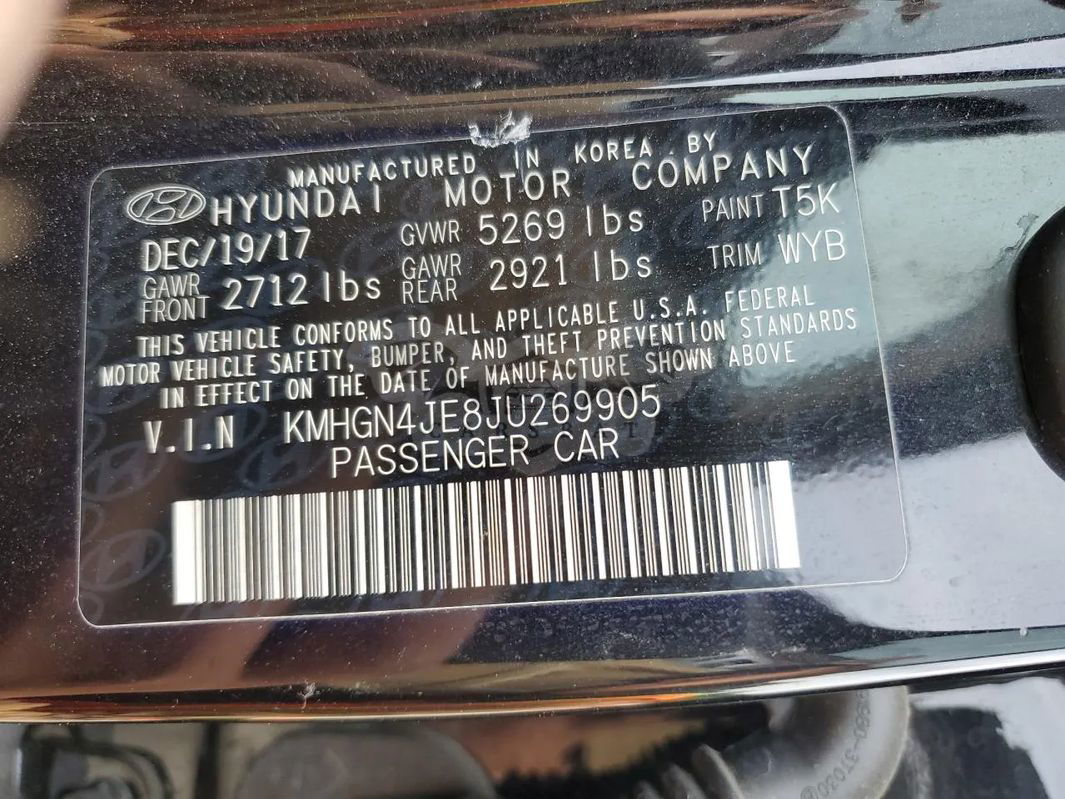 MANUFACTURED IN KOREA BY
HYUNDAI MOTOR COMPANY
DEC/19/17 GVWR 5269 lbs PAINT T5K
GAWR FRONT 2712 lbs GAWR REAR 2921 lbs TRIM WYB
THIS VEHICLE CONFORMS TO ALL APPLICABLE U.S.A. FEDERAL
MOTOR VEHICLE SAFETY, BUMPER, AND THEFT PREVENTION STANDARDS
IN EFFECT ON THE DATE OF MANUFACTURE SHOWN ABOVE
V.I.N KMHGN4JE8JU269905
PASSENGER CAR